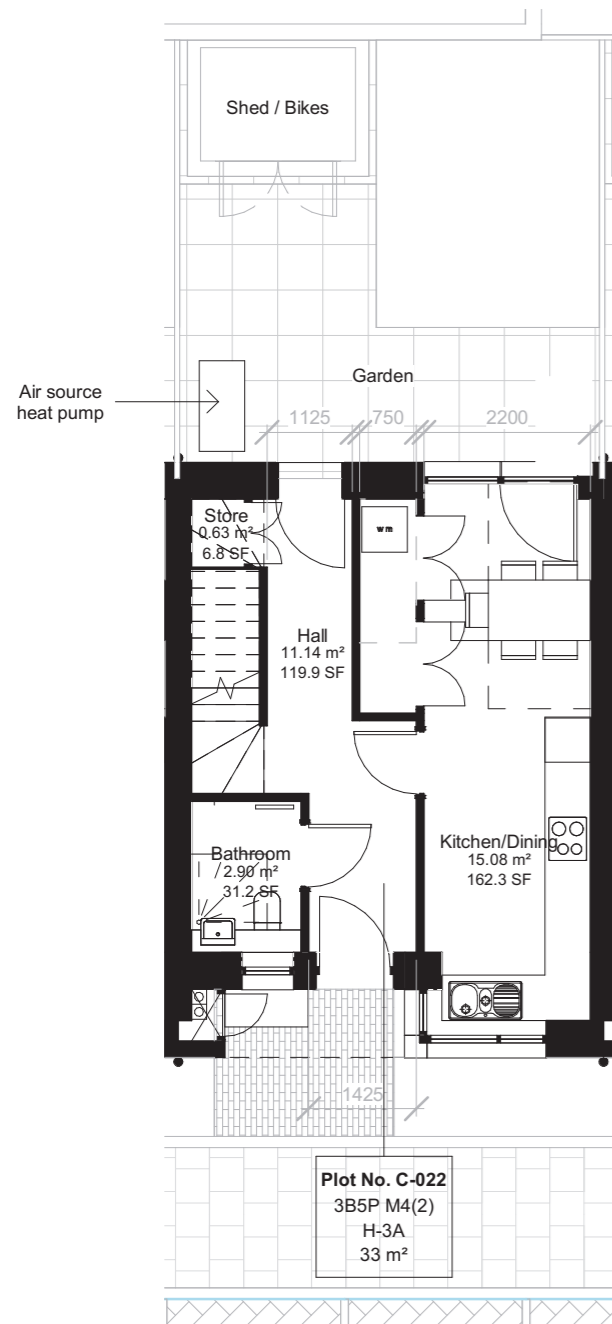 Shed / Bikes
Garden
Air source
heat pump
1125
750
2200
Store
0.63 m²
6.8 SF
wm
Hall
11.14 m²
119.9 SF
Kitchen/Dining
15.08 m²
162.3 SF
Bathroom
2.90 m²
31.2 SF
1425
Plot No. C-022
3B5P M4(2)
H-3A
33 m²